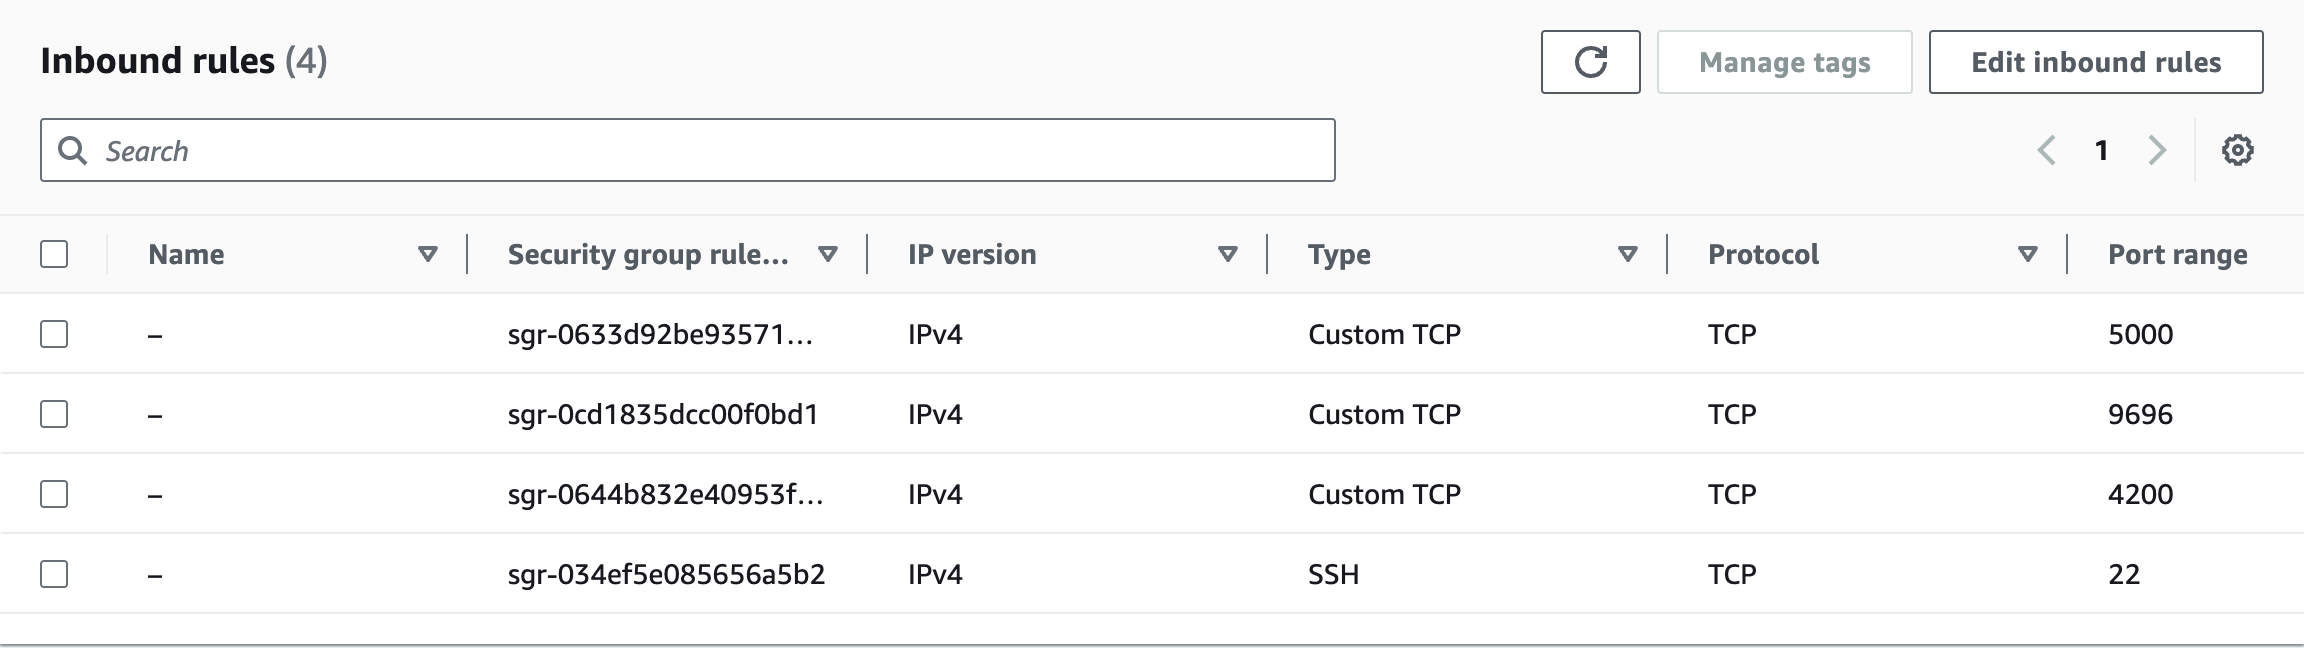 Inbound rules (4)
Manage tags
Edit inbound rules
Search
1
Name Security group rule... IP version Type Protocol Port range
– sgr-0633d92be93571... IPv4 Custom TCP TCP 5000
– sgr-0cd1835dcc00f0bd1 IPv4 Custom TCP TCP 9696
– sgr-0644b832e40953f... IPv4 Custom TCP TCP 4200
– sgr-034ef5e085656a5b2 IPv4 SSH TCP 22